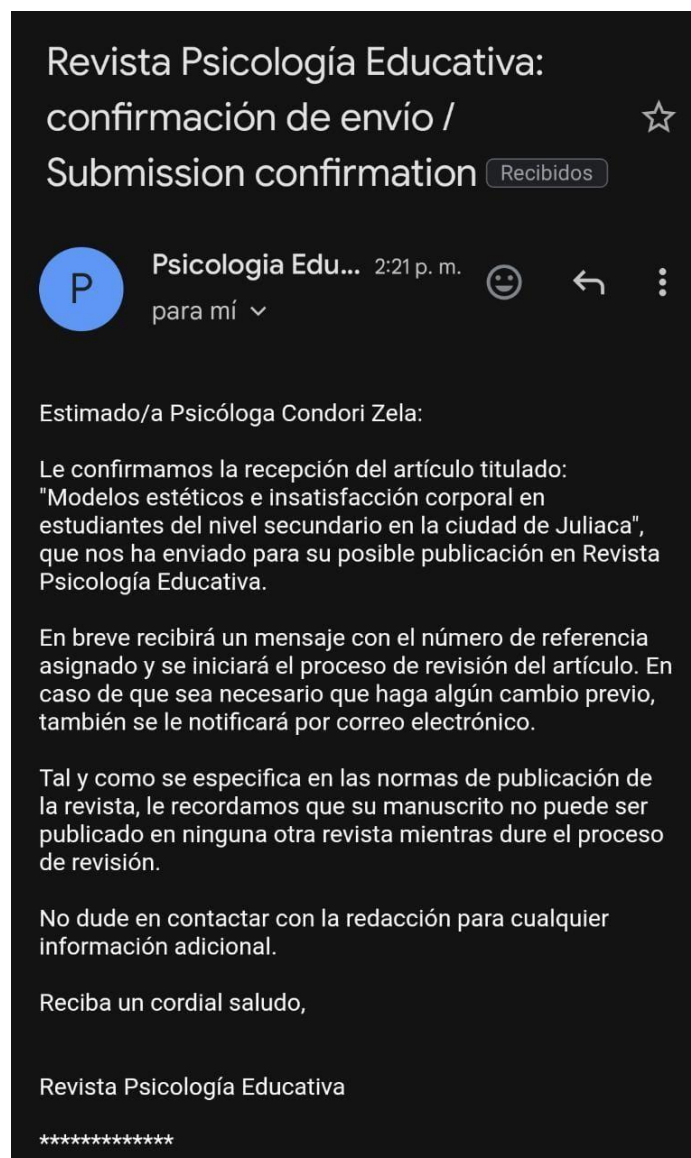 Revista Psicología Educativa:
confirmación de envío /
Submission confirmation Recibidos
P
Psicologia Edu... 2:21 p. m.
para mí
Estimado/a Psicóloga Condori Zela:
Le confirmamos la recepción del artículo titulado:
"Modelos estéticos e insatisfacción corporal en
estudiantes del nivel secundario en la ciudad de Juliaca",
que nos ha enviado para su posible publicación en Revista
Psicología Educativa.
En breve recibirá un mensaje con el número de referencia
asignado y se iniciará el proceso de revisión del artículo. En
caso de que sea necesario que haga algún cambio previo,
también se le notificará por correo electrónico.
Tal y como se especifica en las normas de publicación de
la revista, le recordamos que su manuscrito no puede ser
publicado en ninguna otra revista mientras dure el proceso
de revisión.
No dude en contactar con la redacción para cualquier
información adicional.
Reciba un cordial saludo,
Revista Psicología Educativa
*************